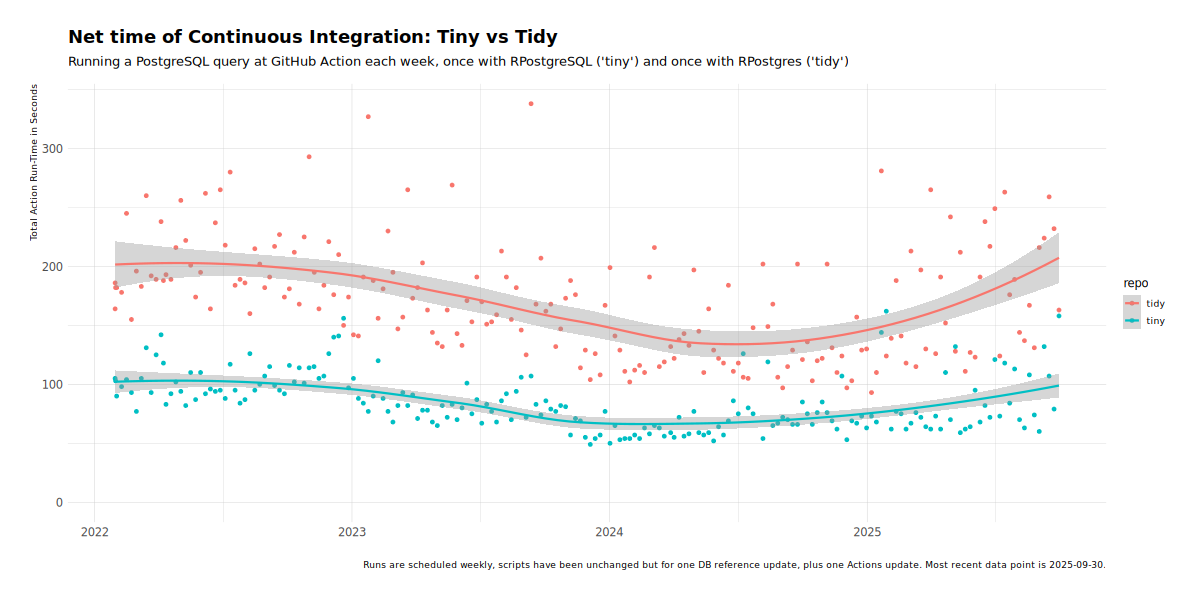 Net time of Continuous Integration: Tiny vs Tidy
Running a PostgreSQL query at GitHub Action each week, once with RPostgreSQL ('tiny') and once with RPostgres ('tidy')
Total Action Run-Time in Seconds
300
200
100
0
2022
2023
2024
2025
repo
tidy
tiny
Runs are scheduled weekly, scripts have been unchanged but for one DB reference update, plus one Actions update. Most recent data point is 2025-09-30.